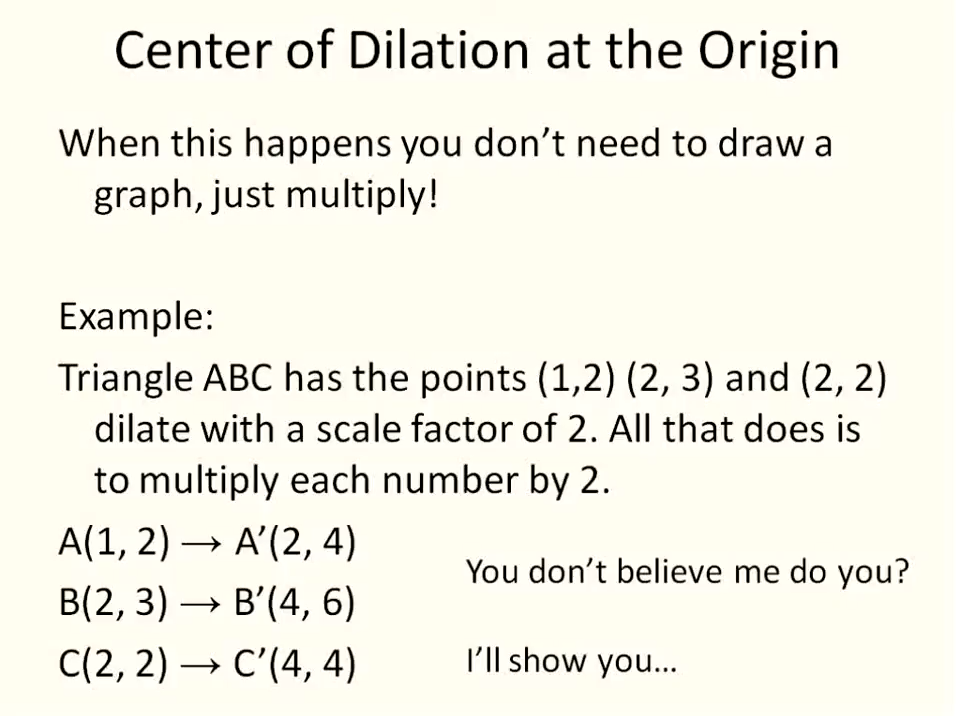 Center of Dilation at the Origin
When this happens you don’t need to draw a
graph, just multiply!
Example:
Triangle ABC has the points (1,2) (2, 3) and (2, 2)
dilate with a scale factor of 2. All that does is
to multiply each number by 2.
A(1, 2) → A’(2, 4)
B(2, 3) → B’(4, 6)
C(2, 2) → C’(4, 4)
You don’t believe me do you?
I’ll show you…